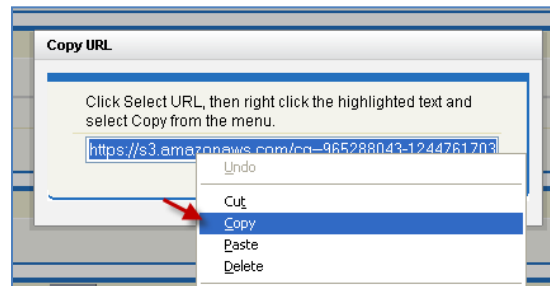 Copy URL
Click Select URL, then right click the highlighted text and
select Copy from the menu.
https://s3.amazonaws.com/cg--965288043-1244761703
Undo
Cut
Copy
Paste
Delete